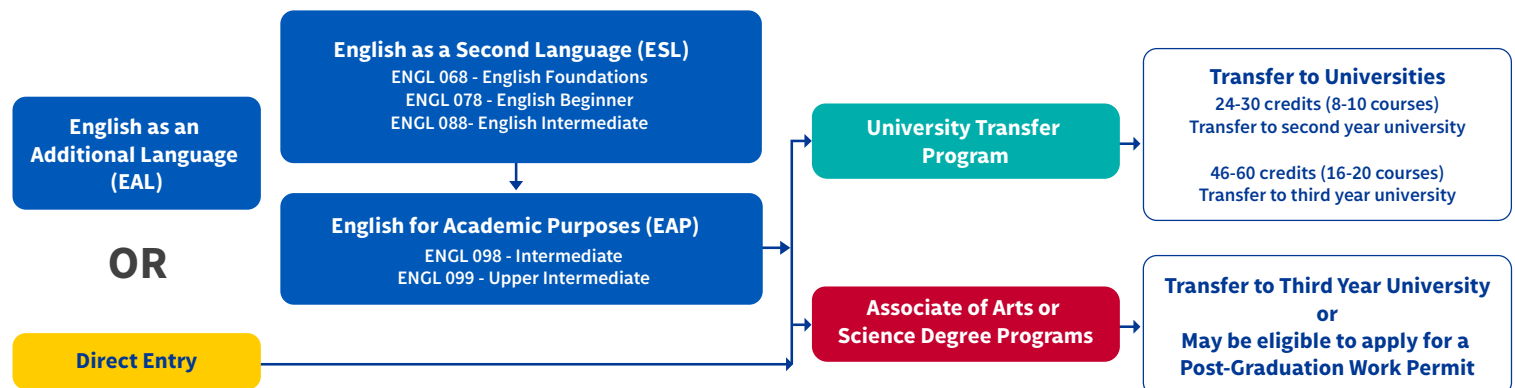 English as an
Additional Language
(EAL)
OR
Direct Entry
English as a Second Language (ESL)
ENGL 068 - English Foundations
ENGL 078 - English Beginner
ENGL 088- English Intermediate
English for Academic Purposes (EAP)
ENGL 098 - Intermediate
ENGL 099 - Upper Intermediate
University Transfer
Program
Associate of Arts or
Science Degree Programs
Transfer to Universities
24-30 credits (8-10 courses)
Transfer to second year university
46-60 credits (16-20 courses)
Transfer to third year university
Transfer to Third Year University
or
May be eligible to apply for a
Post-Graduation Work Permit